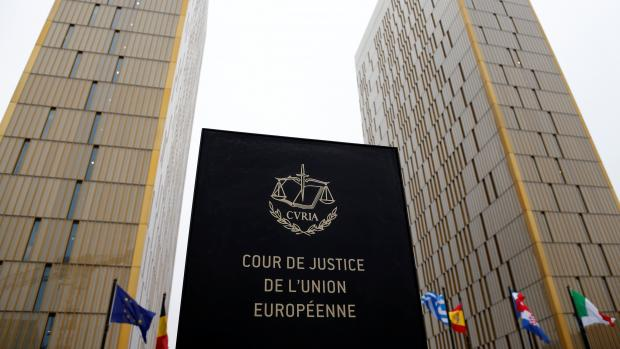 CVRIA
COUR DE JUSTICE
DE L'UNION
EUROPÉENNE